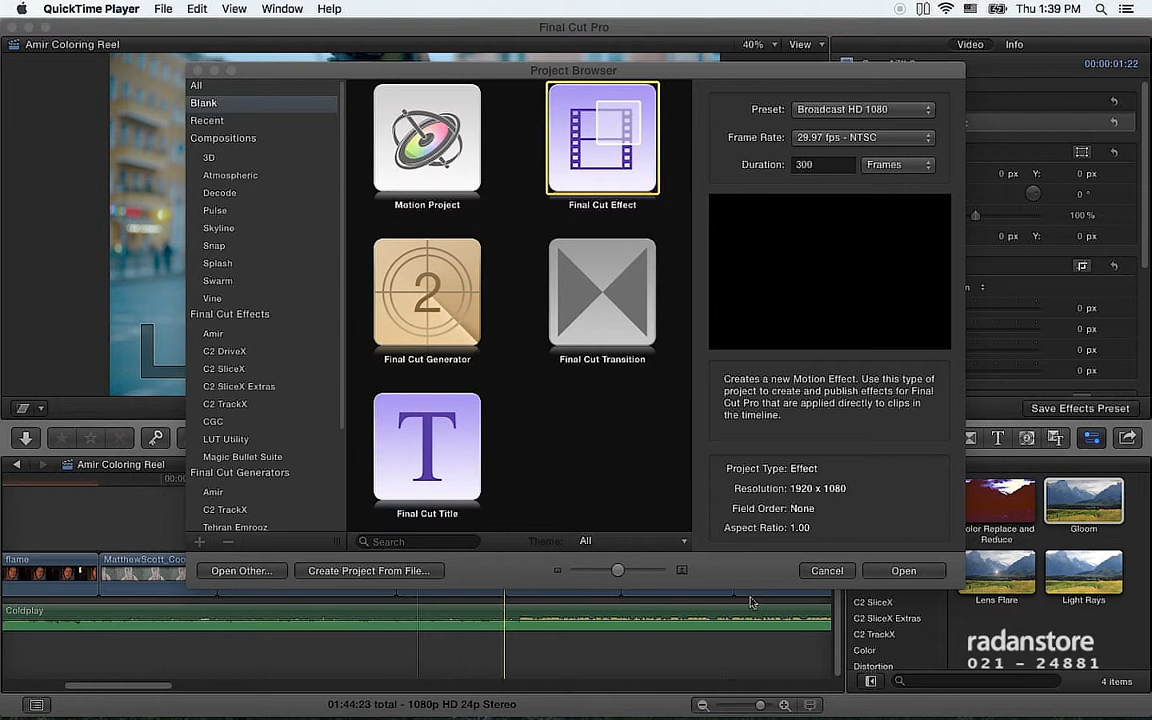 QuickTime Player File Edit View Window Help
Thu 1:39 PM
Final Cut Pro
Amir Coloring Reel
40%
View
Video
Info
00:00:01:22
Project Browser
All
Blank
Recent
Compositions
3D
Atmospheric
Decode
Pulse
Skyline
Snap
Splash
Swarm
Vine
Final Cut Effects
Amir
C2 DriveX
C2 SliceX
C2 SliceX Extras
C2 TrackX
CGC
LUT Utility
Magic Bullet Suite
Final Cut Generators
Amir
C2 TrackX
Tehran Emrooz
Motion Project
Final Cut Effect
2
Final Cut Generator
Final Cut Transition
T
Final Cut Title
Search
Theme: All
Preset: Broadcast HD 1080
Frame Rate: 29.97 fps - NTSC
Duration: 300 Frames
Creates a new Motion Effect. Use this type of
project to create and publish effects for Final
Cut Pro that are applied directly to clips in
the timeline.
Project Type: Effect
Resolution: 1920 x 1080
Field Order: None
Aspect Ratio: 1.00
Open Other...
Create Project From File...
Cancel
Open
0 px Y: 0 px
0 °
100 %
0 px Y: 0 px
0 px
0 px
0 px
0 px
Save Effects Preset
Amir Coloring Reel
00:00
flame
Coldplay
olor Replace and
Reduce
Gloom
Lens Flare
Light Rays
C2 SliceX
C2 SliceX Extras
C2 TrackX
Color
Distortion
radanstore
021 - 24881
4 items
01:44:23 total - 1080p HD 24p Stereo